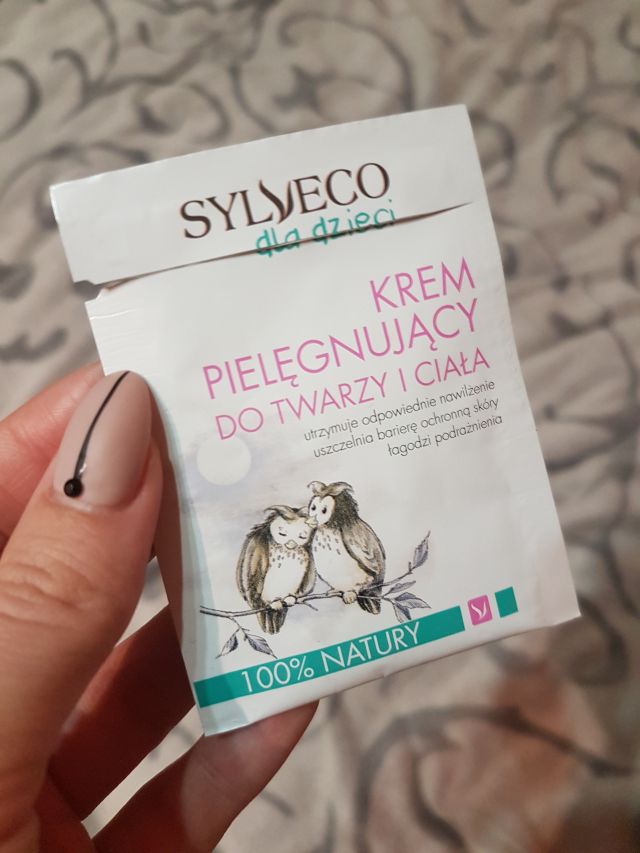 SYLVECO
dla dzieci
KREM
PIELĘGNUJĄCY
DO TWARZY I CIAŁA
utrzymuje odpowiednie nawilżenie
uszczelnia barierę ochronną skóry
łagodzi podrażnienia
100% NATURY